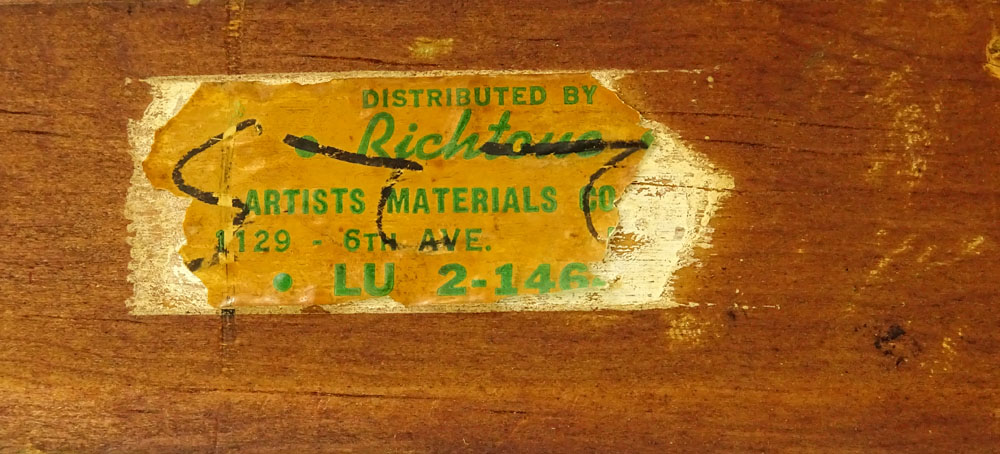 DISTRIBUTED BY
Richtone
ARTISTS MATERIALS CO
1129 - 6TH AVE.
LU 2-146